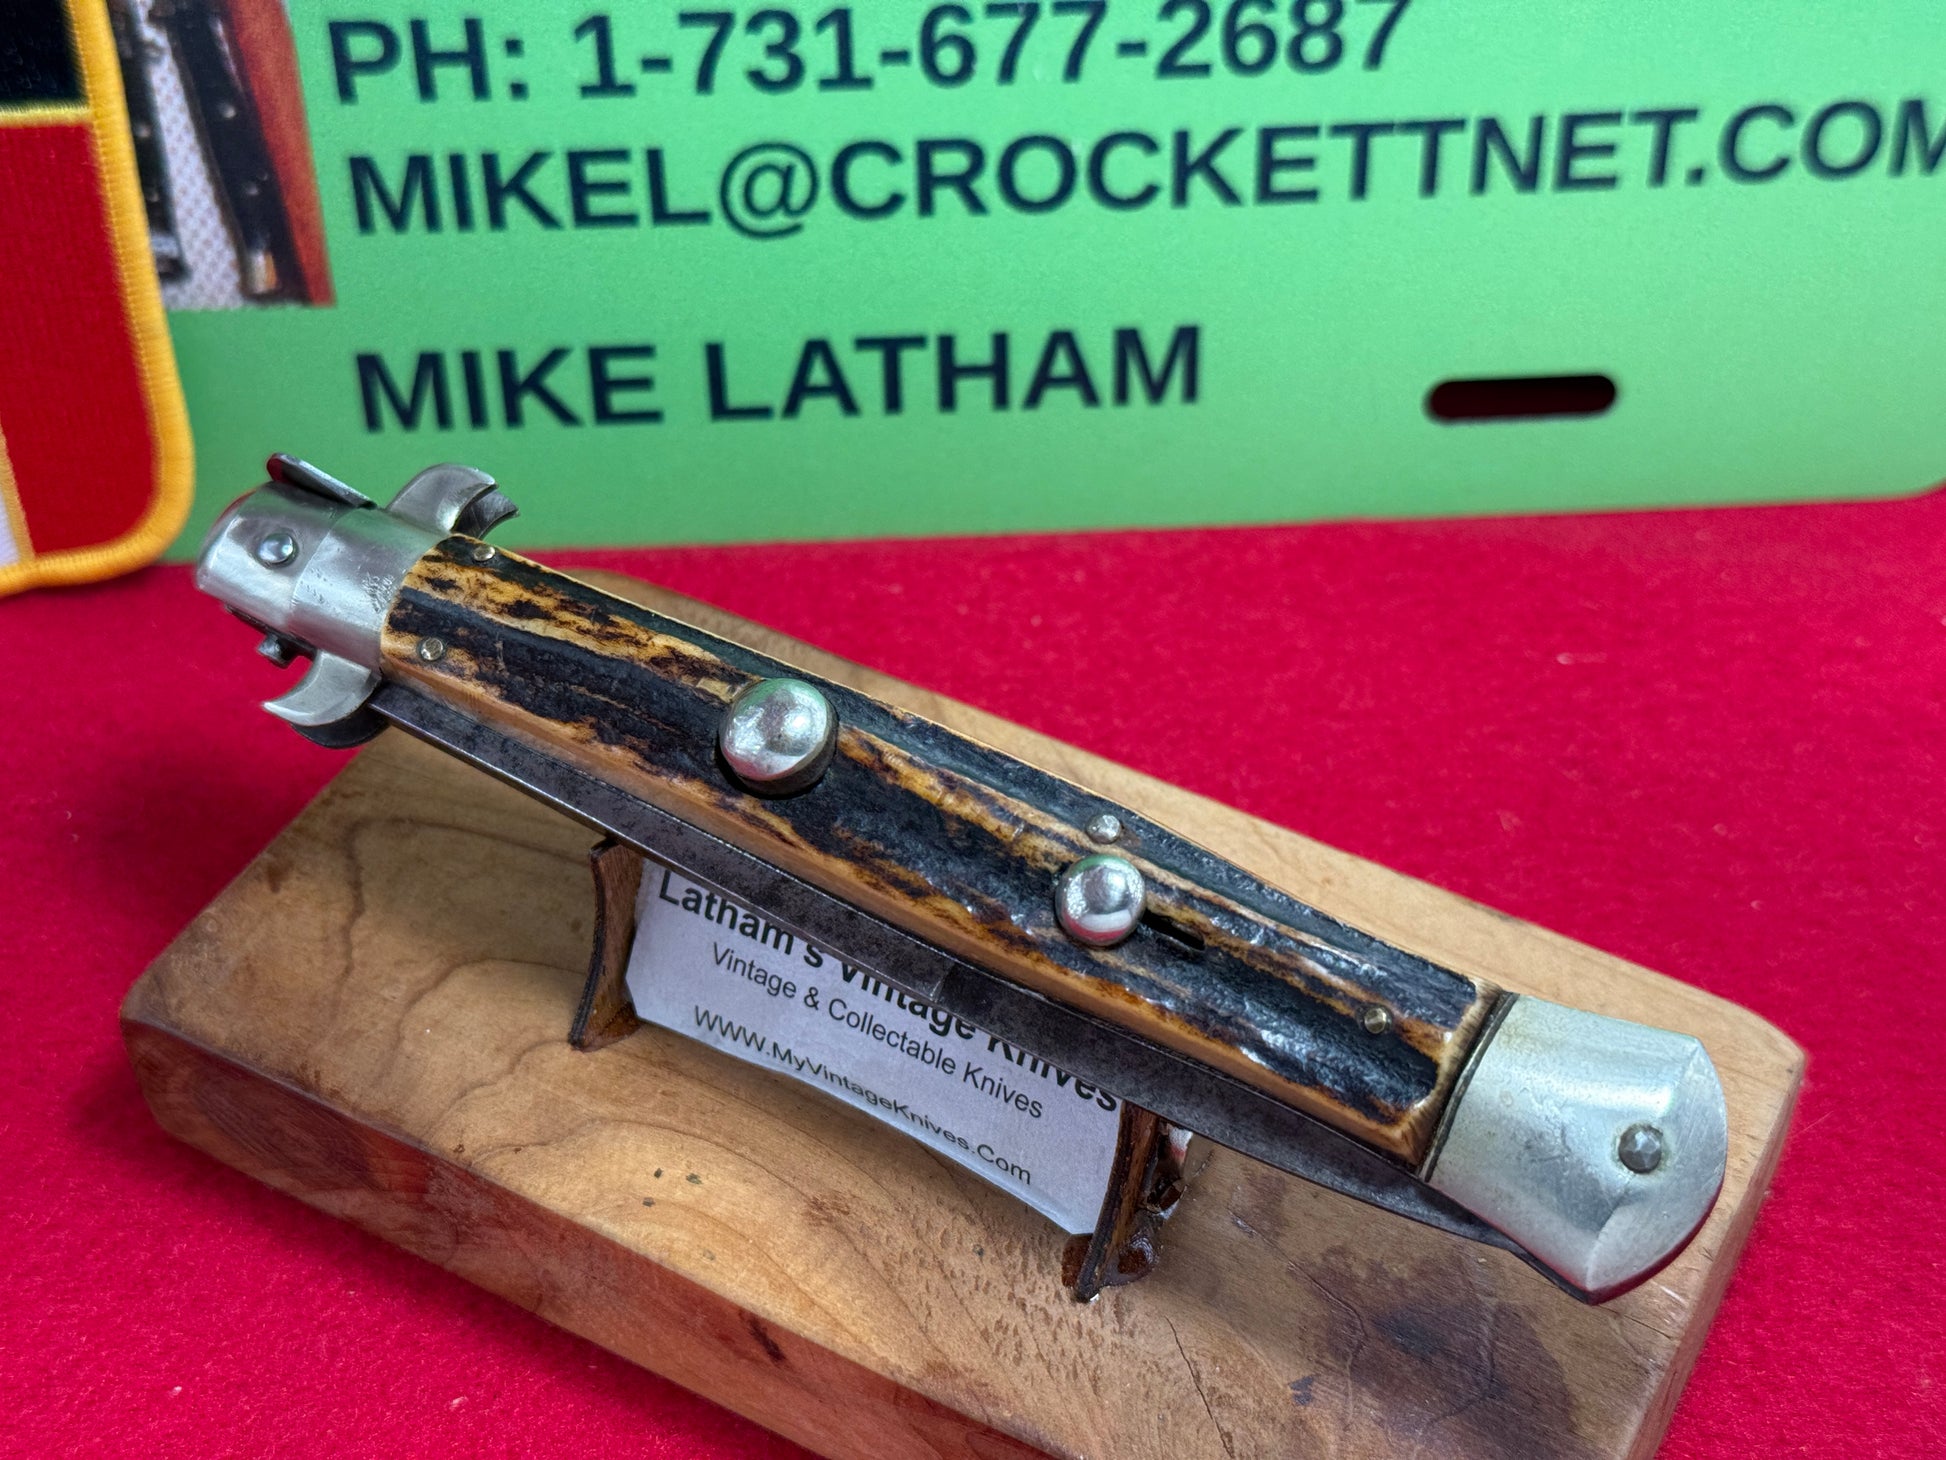 PH: 1-731-677-2687
MIKEL@CROCKETTNET.COM
MIKE LATHAM
Latham's Vintage Knives
Vintage & Collectable Knives
WWW.MyVintageKnives.Com